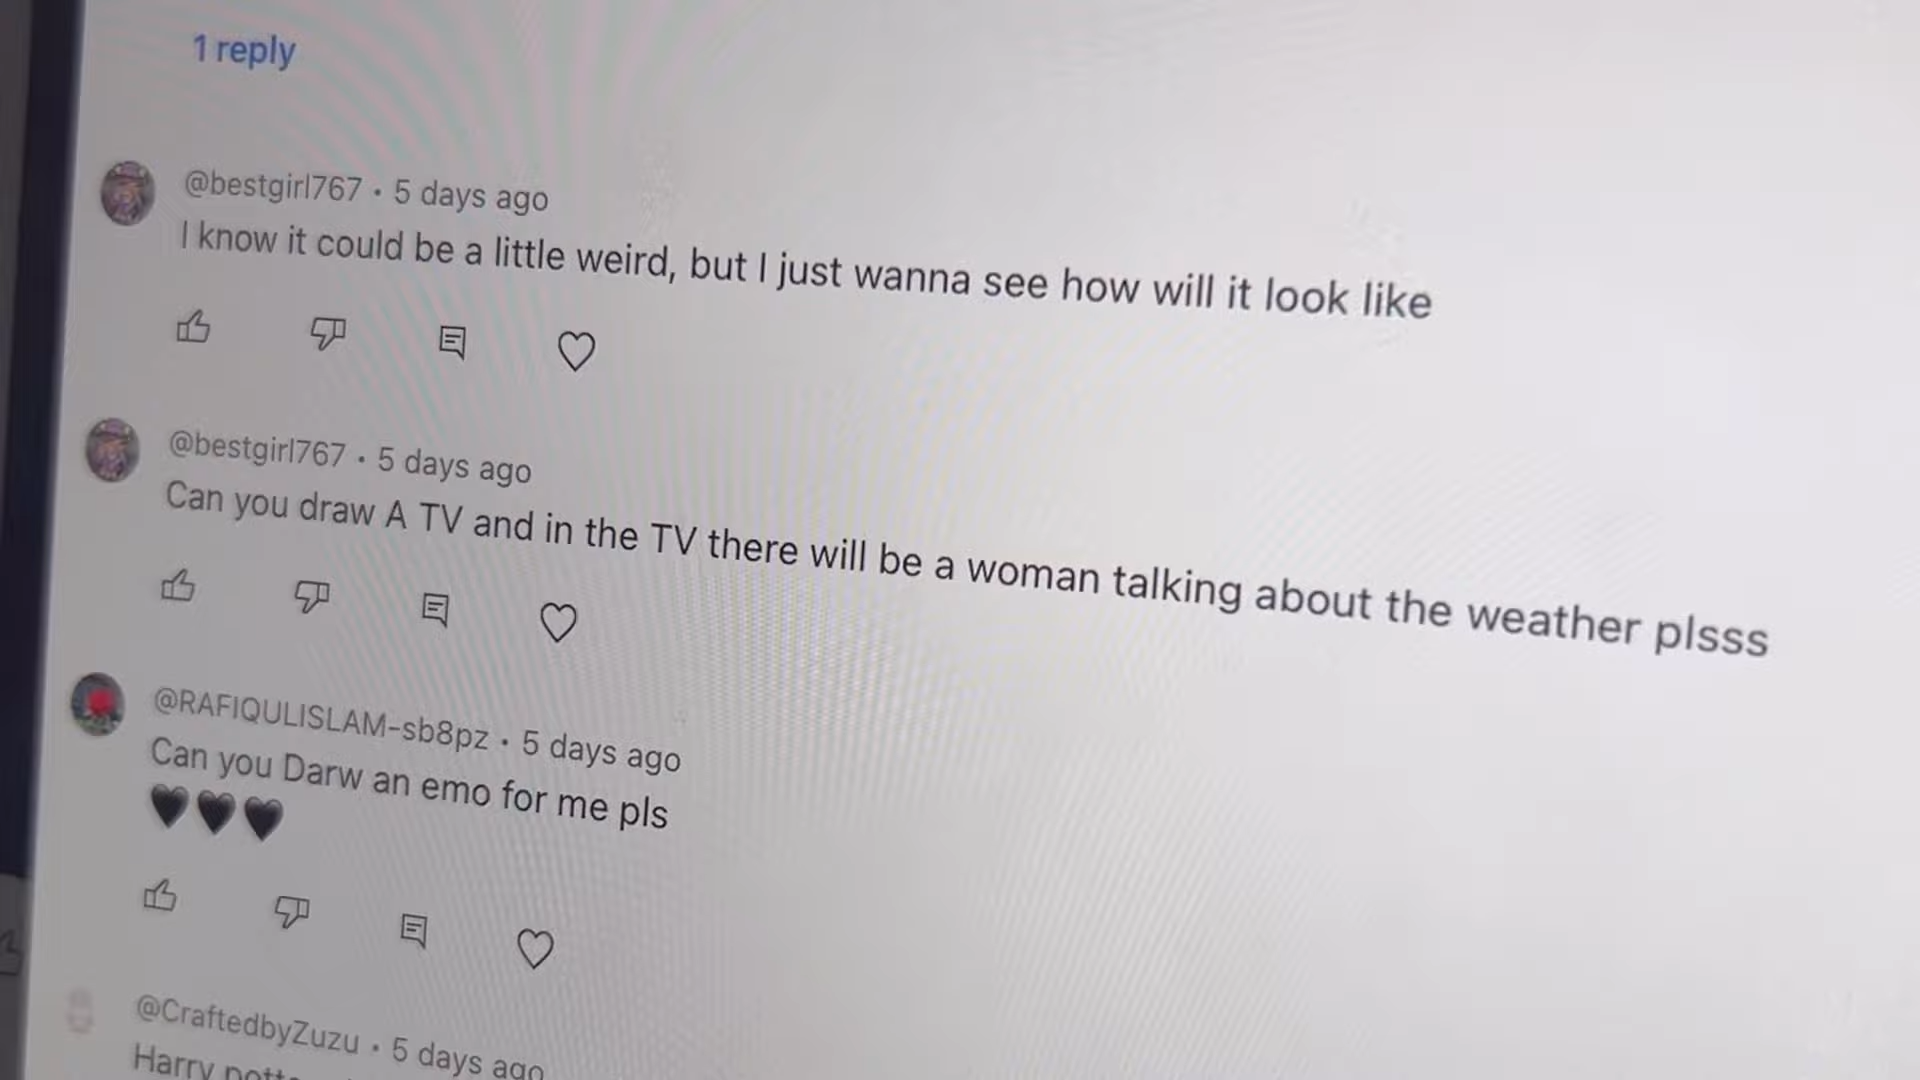 1 reply
@bestgirl767 • 5 days ago
I know it could be a little weird, but I just wanna see how will it look like
@bestgirl767 • 5 days ago
Can you draw A TV and in the TV there will be a woman talking about the weather plsss
@RAFIQULISLAM-sb8pz • 5 days ago
Can you Darw an emo for me pls
🖤🖤🖤
@CraftedbyZuzu • 5 days ago
Harry